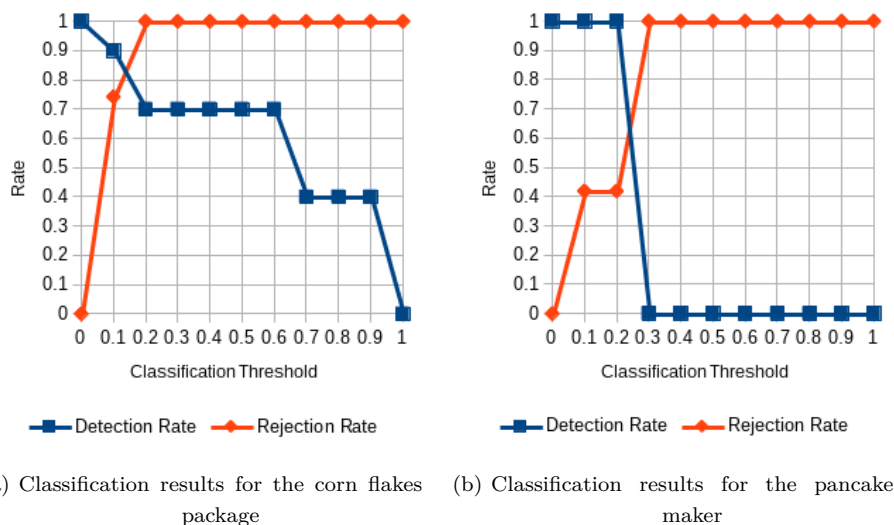 1
0.9
0.8
0.7
0.6
0.5
0.4
0.3
0.2
0.1
0
Rate
0 0.1 0.2 0.3 0.4 0.5 0.6 0.7 0.8 0.9 1
Classification Threshold
Detection Rate Rejection Rate
) Classification results for the corn flakes
package
1
0.9
0.8
0.7
0.6
0.5
0.4
0.3
0.2
0.1
0
Rate
0 0.1 0.2 0.3 0.4 0.5 0.6 0.7 0.8 0.9 1
Classification Threshold
Detection Rate Rejection Rate
(b) Classification results for the pancake
maker